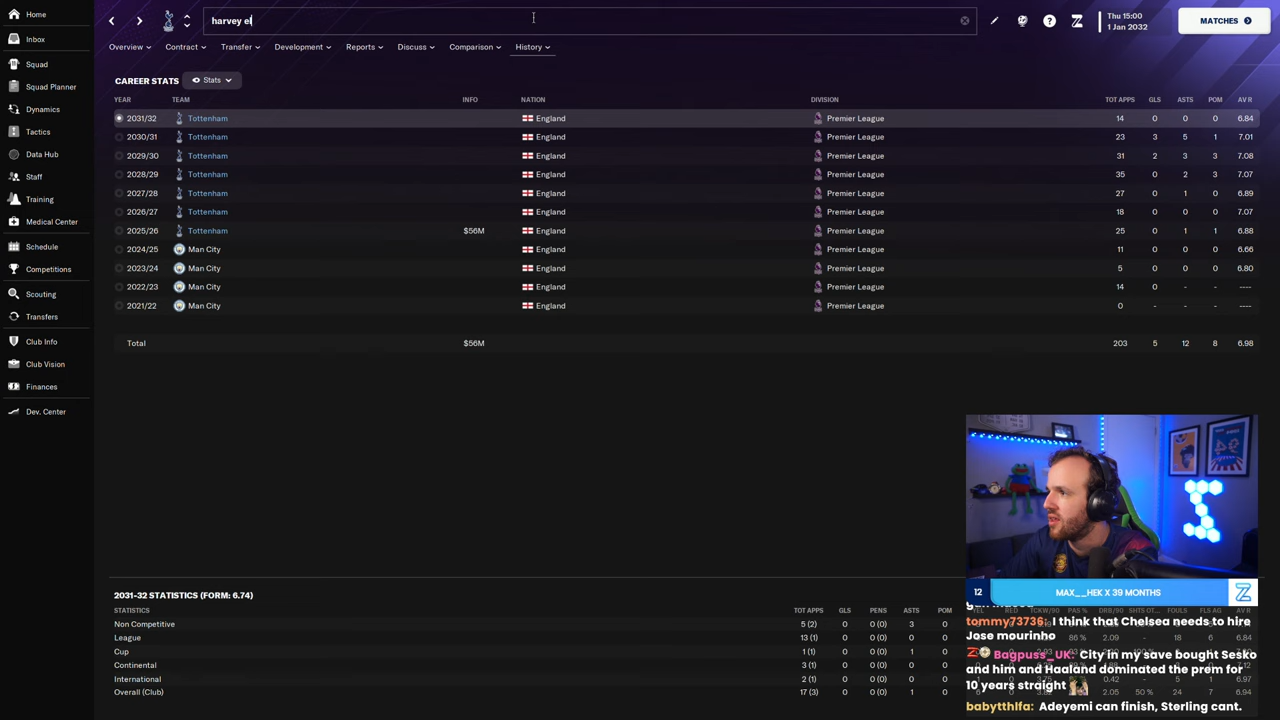 Home
harvey el
Thu 15:00
1 Jan 2032
MATCHES
Inbox
Overview Contract Transfer Development Reports Discuss Comparison History
Squad
Squad Planner
Dynamics
Tactics
Data Hub
Staff
Training
Medical Center
Schedule
Competitions
Scouting
Transfers
Club Info
Club Vision
Finances
Dev. Center
CAREER STATS Stats
YEAR TEAM INFO NATION DIVISION TOT APPS GLS ASTS POM AV R
2031/32 Tottenham England Premier League 14 0 0 0 6.84
2030/31 Tottenham England Premier League 23 3 5 1 7.01
2029/30 Tottenham England Premier League 31 2 3 3 7.08
2028/29 Tottenham England Premier League 35 0 2 3 7.07
2027/28 Tottenham England Premier League 27 0 1 0 6.89
2026/27 Tottenham England Premier League 18 0 0 0 7.07
2025/26 Tottenham $56M England Premier League 25 0 1 1 6.88
2024/25 Man City England Premier League 11 0 0 0 6.66
2023/24 Man City England Premier League 5 0 0 0 6.80
2022/23 Man City England Premier League 14 0 - - ----
2021/22 Man City England Premier League 0 - - - ----
Total $56M 203 5 12 8 6.98
2031-32 STATISTICS (FORM: 6.74)
STATISTICS TOT APPS GLS PENS ASTS POM
Non Competitive 5 (2) 0 0 (0) 3 0
League 13 (1) 0 0 (0) 0 0
Cup 1 (1) 0 0 (0) 1 0
Continental 3 (1) 0 0 (0) 0 0
International 2 (1) 0 0 (0) 0 0
Overall (Club) 17 (3) 0 0 (0) 1 0
12 MAX__HEK X 39 MONTHS
tommy73736: I think that Chelsea needs to hire
Jose mourinho
Bagpuss_UK: City in my save bought Sesko
and him and Haaland dominated the prem for
10 years straight
babytthlfa: Adeyemi can finish, Sterling cant.